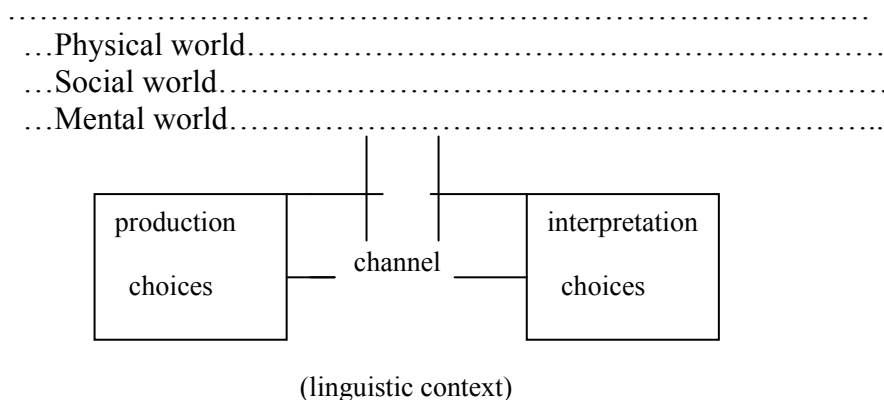 ……………………………………………………………………………………………
…Physical world……………………………………………………………………….
…Social world…………………………………………………………………………
…Mental world……………………………………………………………………..
production interpretation
channel
choices choices
(linguistic context)